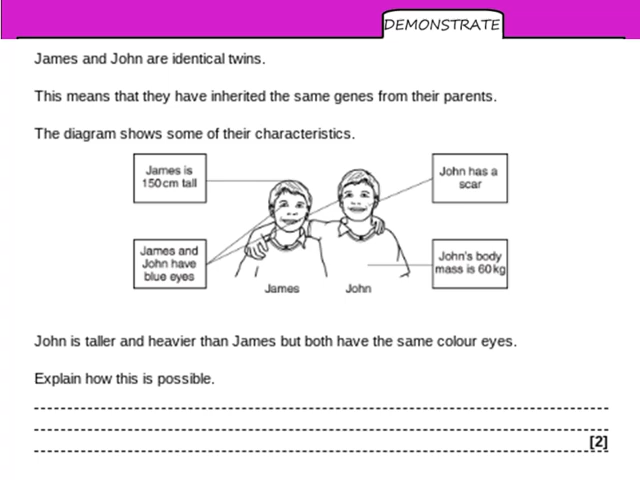 DEMONSTRATE
James and John are identical twins.
This means that they have inherited the same genes from their parents.
The diagram shows some of their characteristics.
James is
150 cm tall
John has a
scar
James and
John have
blue eyes
John's body
mass is 60 kg
James
John
John is taller and heavier than James but both have the same colour eyes.
Explain how this is possible.
[2]